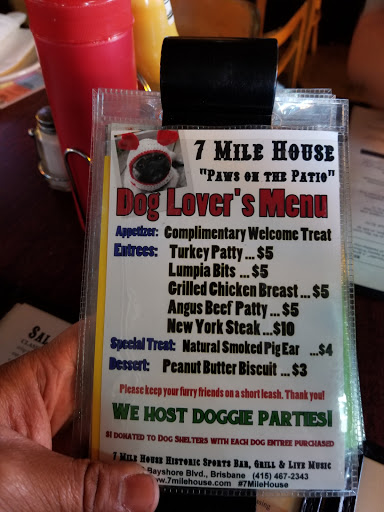 7 MILE HOUSE
"PAWS ON THE PATIO"
Dog Lover's Menu
Appetizer: Complimentary Welcome Treat
Entrees: Turkey Patty ... $5
Lumpia Bits .. $5
Grilled Chicken Breast ... $5
Angus Beef Patty .. $5
New York Steak ... $10
Special Treat: Natural Smoked Pig Ear ... $4
Dessert: Peanut Butter Biscuit ... $3
Please keep your furry friends on a short leash. Thank you!
WE HOST DOGGIE PARTIES!
$1 DONATED TO DOG SHELTERS WITH EACH DOG ENTREE PURCHASED
7 MILE HOUSE HISTORIC SPORTS BAR, GRILL & LIVE MUSIC
Bayshore Blvd., Brisbane (415) 467-2343
www.7milehouse.com #7MileHouse
SAL